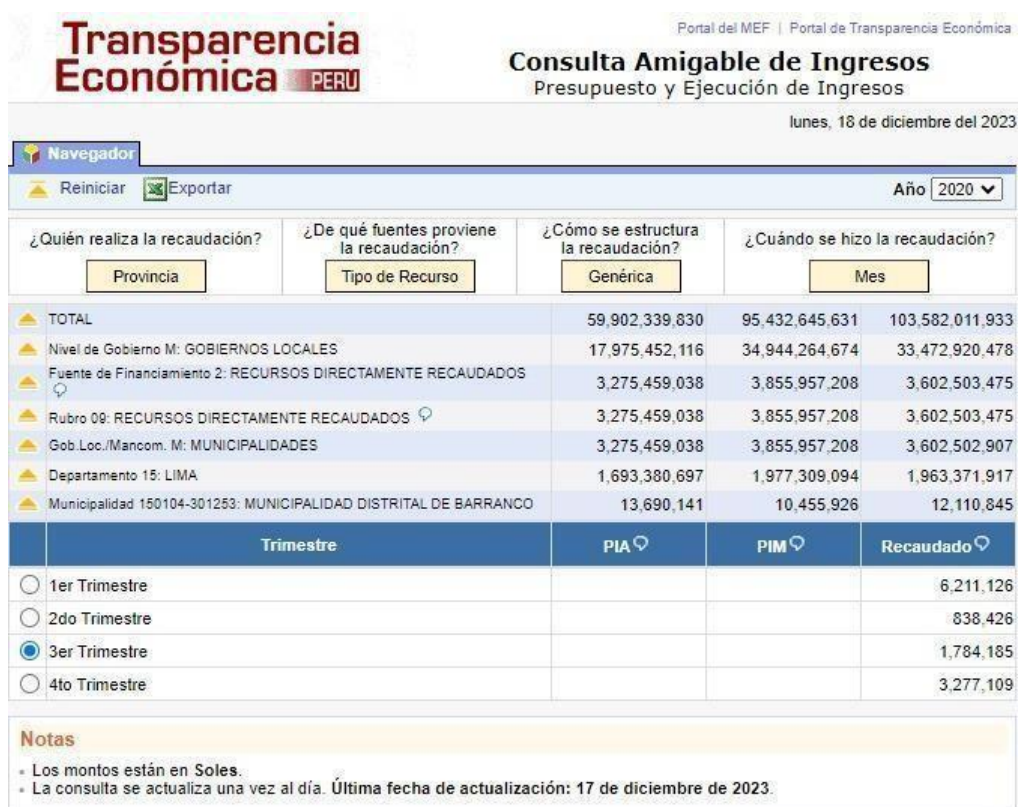 Transparencia
Económica PERÚ
Portal del MEF | Portal de Transparencia Económica
Consulta Amigable de Ingresos
Presupuesto y Ejecución de Ingresos
lunes, 18 de diciembre del 2023
Navegador
Reiniciar Exportar Año 2020
¿Quién realiza la recaudación?
Provincia
¿De qué fuentes proviene
la recaudación?
Tipo de Recurso
¿Cómo se estructura
la recaudación?
Genérica
¿Cuándo se hizo la recaudación?
Mes
TOTAL 59,902,339,830 95,432,645,631 103,582,011,933
Nivel de Gobierno M: GOBIERNOS LOCALES 17,975,452,116 34,944,264,674 33,472,920,478
Fuente de Financiamiento 2: RECURSOS DIRECTAMENTE RECAUDADOS 3,275,459,038 3,855,957,208 3,602,503,475
Rubro 09: RECURSOS DIRECTAMENTE RECAUDADOS 3,275,459,038 3,855,957,208 3,602,503,475
Gob.Loc./Mancom. M: MUNICIPALIDADES 3,275,459,038 3,855,957,208 3,602,502,907
Departamento 15: LIMA 1,693,380,697 1,977,309,094 1,963,371,917
Municipalidad 150104-301253: MUNICIPALIDAD DISTRITAL DE BARRANCO 13,690,141 10,455,926 12,110,845
Trimestre PIA PIM Recaudado
1er Trimestre 6,211,126
2do Trimestre 838,426
3er Trimestre 1,784,185
4to Trimestre 3,277,109
Notas
Los montos están en Soles.
La consulta se actualiza una vez al día. Última fecha de actualización: 17 de diciembre de 2023.